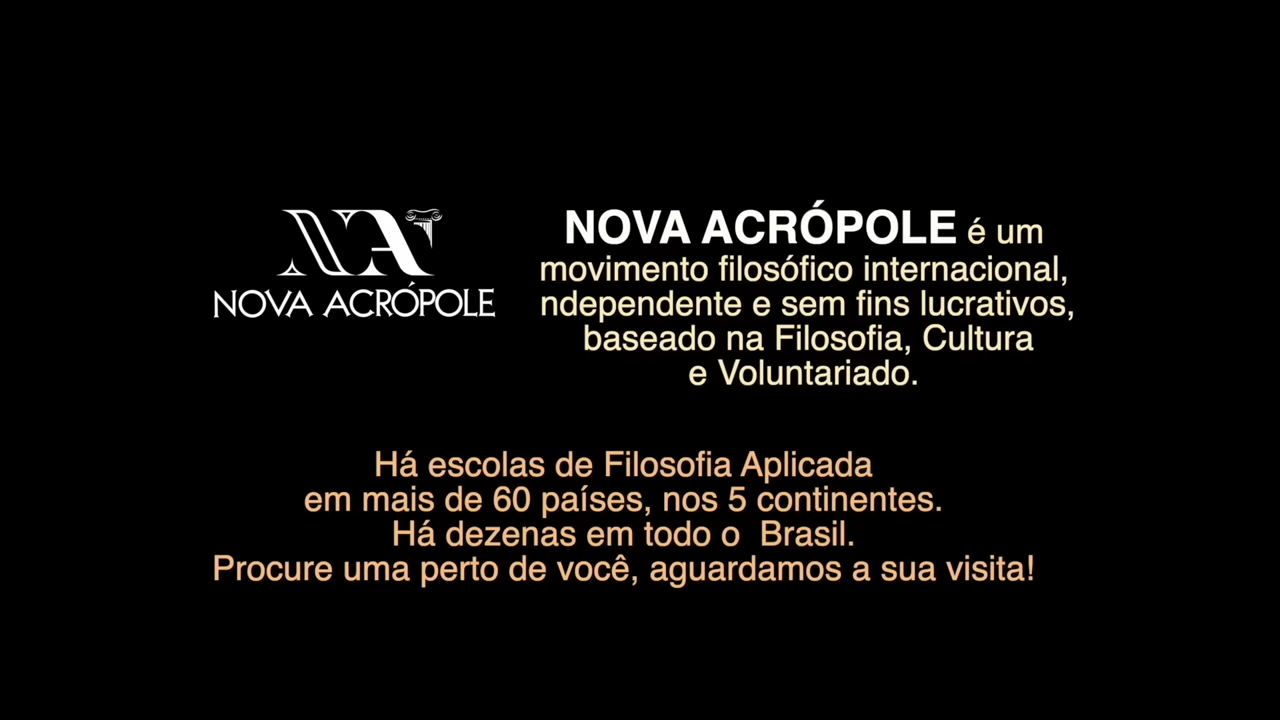 NOVA ACRÓPOLE
NOVA ACRÓPOLE é um
movimento filosófico internacional,
ndependente e sem fins lucrativos,
baseado na Filosofia, Cultura
e Voluntariado.
Há escolas de Filosofia Aplicada
em mais de 60 países, nos 5 continentes.
Há dezenas em todo o  Brasil.
Procure uma perto de você, aguardamos a sua visita!